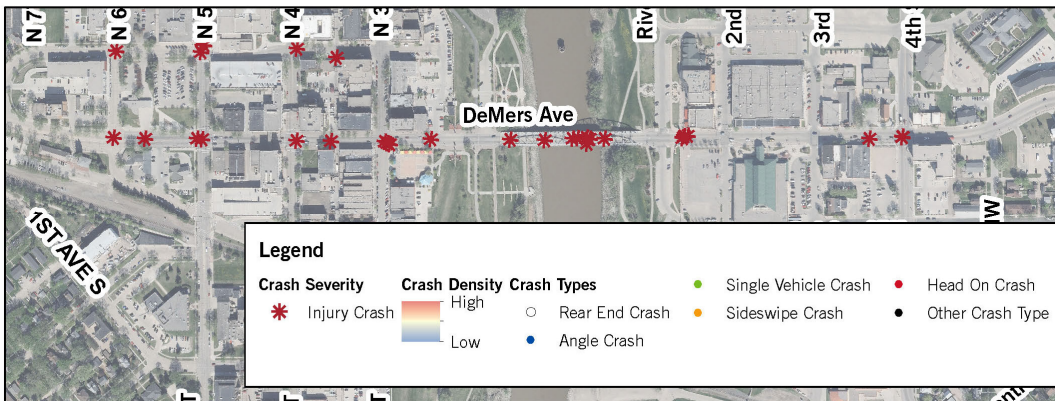 N 7
N 6
N 5
N 4
N 3
Rive
2nd
3rd
4th
DeMers Ave
1ST AVE S
NW
Legend
Crash Severity
Injury Crash
Crash Density
High
Low
Crash Types
Rear End Crash
Angle Crash
Single Vehicle Crash
Sideswipe Crash
Head On Crash
Other Crash Type
T
T
T